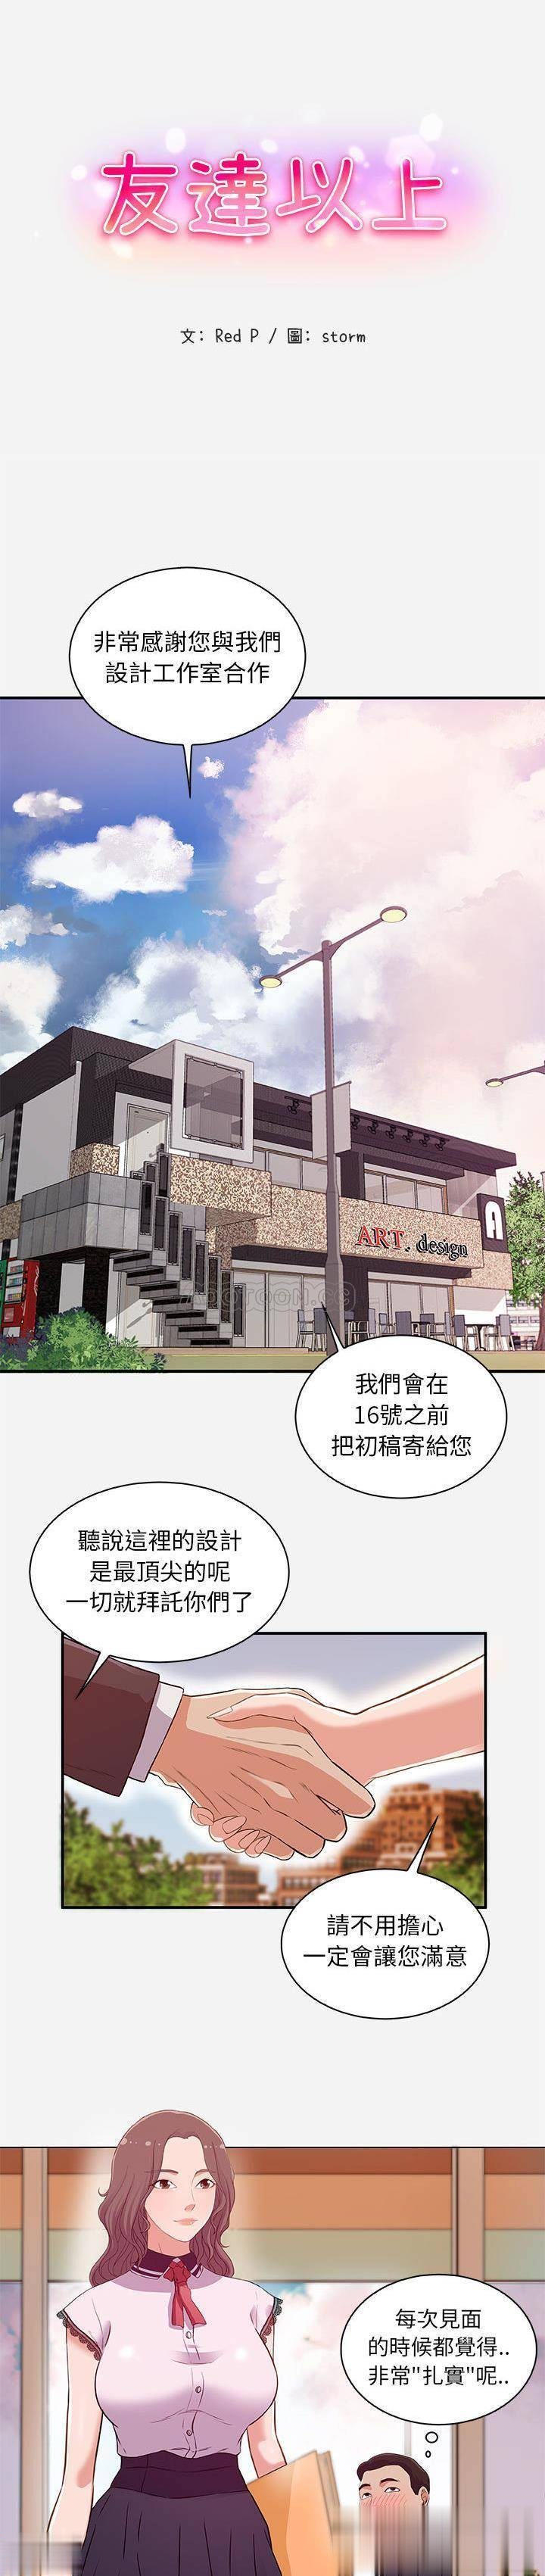 友達以上
文: Red P / 圖: storm
非常感謝您與我們
設計工作室合作
A
ART. design
我們會在
16號之前
把初稿寄給您
聽說這裡的設計
是最頂尖的呢
一切就拜託你們了
請不用擔心
一定會讓您滿意
每次見面
的時候都覺得..
非常"扎實"呢..